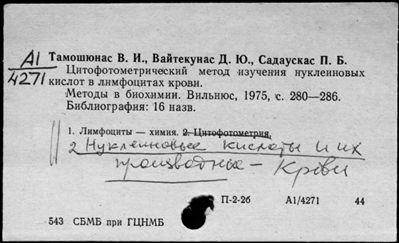 А1
4271
Тамошюнас В. И., Вайтекунас Д. Ю., Садаускас П. Б.
Цитофотометрический метод изучения нуклеиновых
кислот в лимфоцитах крови.
Методы в биохимии. Вильнюс, 1975, с. 280—286.
Библиография: 16 назв.
1. Лимфоциты — химия. 2. Цитофотометрия.
2 Нуклеиновые кислоты и их
производные — Крови
П-2-2б
А1/4271
44
543 СБМБ при ГЦНМБ